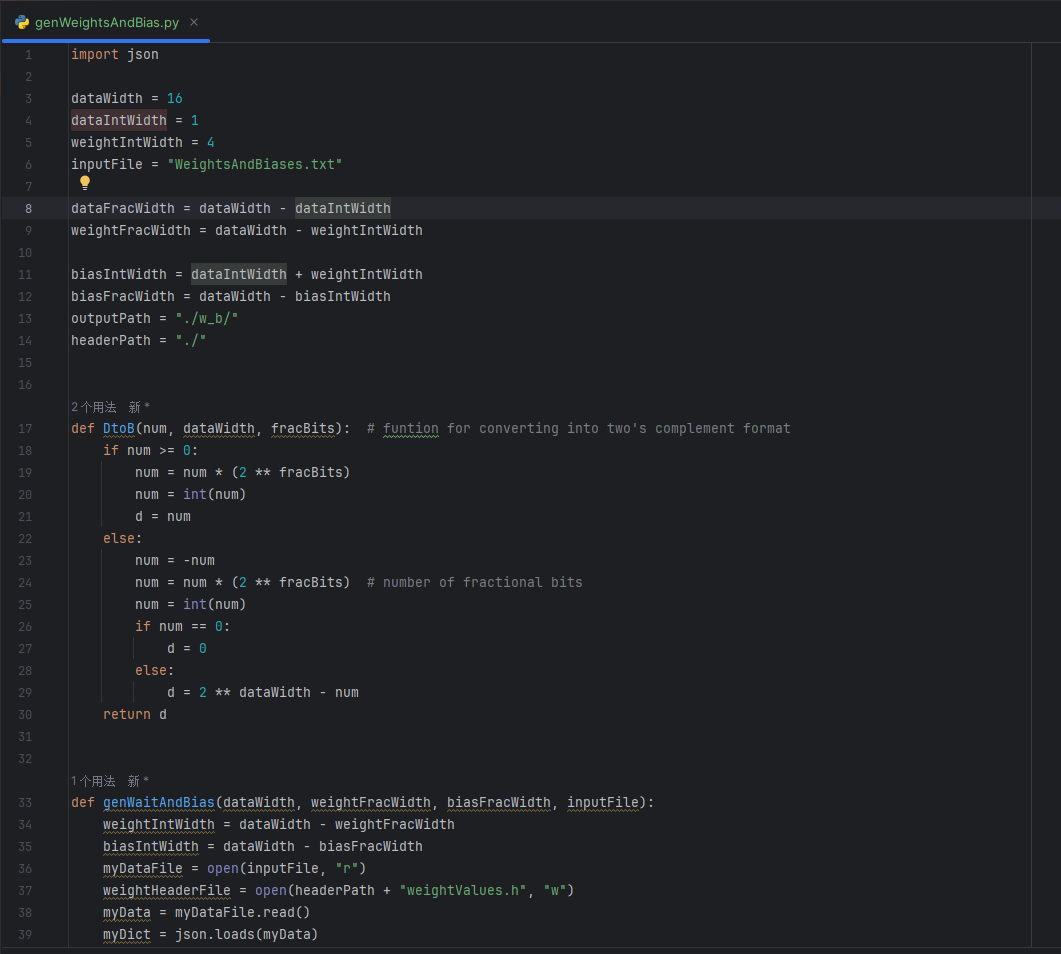 genWeightsAndBias.py
1 import json
2
3 dataWidth = 16
4 dataIntWidth = 1
5 weightIntWidth = 4
6 inputFile = "WeightsAndBiases.txt"
7
8 dataFracWidth = dataWidth - dataIntWidth
9 weightFracWidth = dataWidth - weightIntWidth
10
11 biasIntWidth = dataIntWidth + weightIntWidth
12 biasFracWidth = dataWidth - biasIntWidth
13 outputPath = "./w_b/"
14 headerPath = "./"
15
16
2个用法 新 *
17 def DtoB(num, dataWidth, fracBits):  # funtion for converting into two's complement format
18     if num >= 0:
19         num = num * (2 ** fracBits)
20         num = int(num)
21         d = num
22     else:
23         num = -num
24         num = num * (2 ** fracBits)  # number of fractional bits
25         num = int(num)
26         if num == 0:
27             d = 0
28         else:
29             d = 2 ** dataWidth - num
30     return d
31
32
1个用法 新 *
33 def genWaitAndBias(dataWidth, weightFracWidth, biasFracWidth, inputFile):
34     weightIntWidth = dataWidth - weightFracWidth
35     biasIntWidth = dataWidth - biasFracWidth
36     myDataFile = open(inputFile, "r")
37     weightHeaderFile = open(headerPath + "weightValues.h", "w")
38     myData = myDataFile.read()
39     myDict = json.loads(myData)